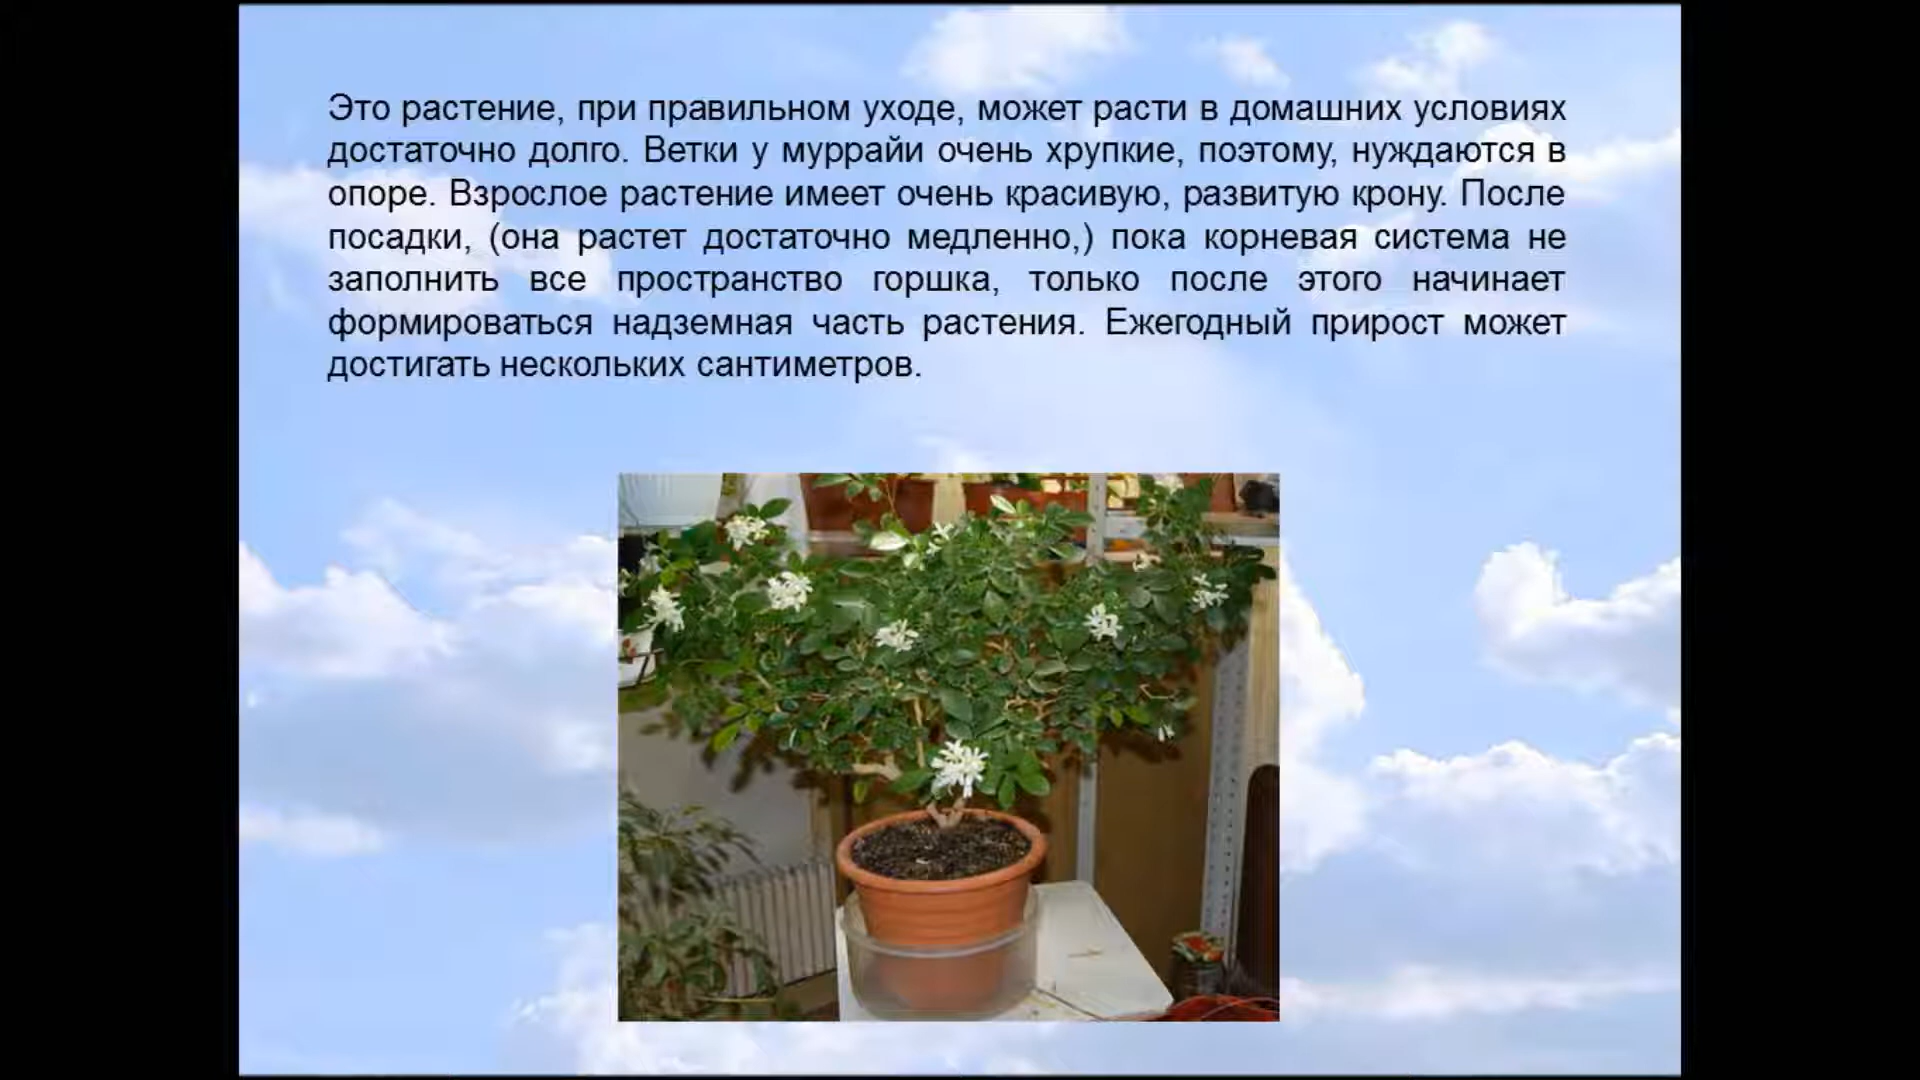 Это растение, при правильном уходе, может расти в домашних условиях
достаточно долго. Ветки у муррайи очень хрупкие, поэтому, нуждаются в
опоре. Взрослое растение имеет очень красивую, развитую крону. После
посадки, (она растет достаточно медленно,) пока корневая система не
заполнить все пространство горшка, только после этого начинает
формироваться надземная часть растения. Ежегодный прирост может
достигать нескольких сантиметров.